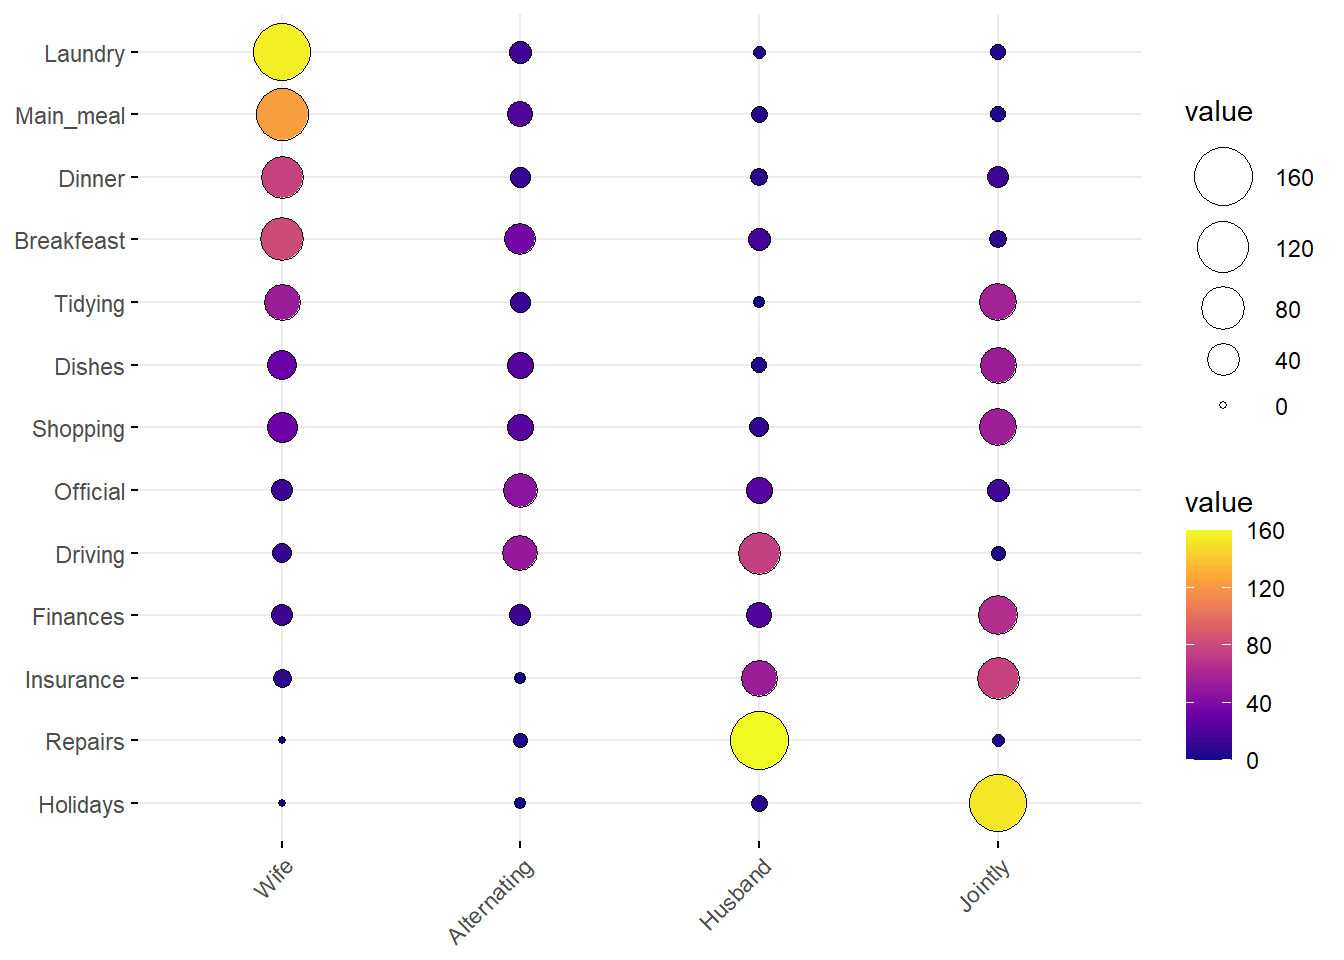 Laundry
Main_meal
Dinner
Breakfeast
Tidying
Dishes
Shopping
Official
Driving
Finances
Insurance
Repairs
Holidays
Wife
Alternating
Husband
Jointly
value
160
120
80
40
0
value
160
120
80
40
0